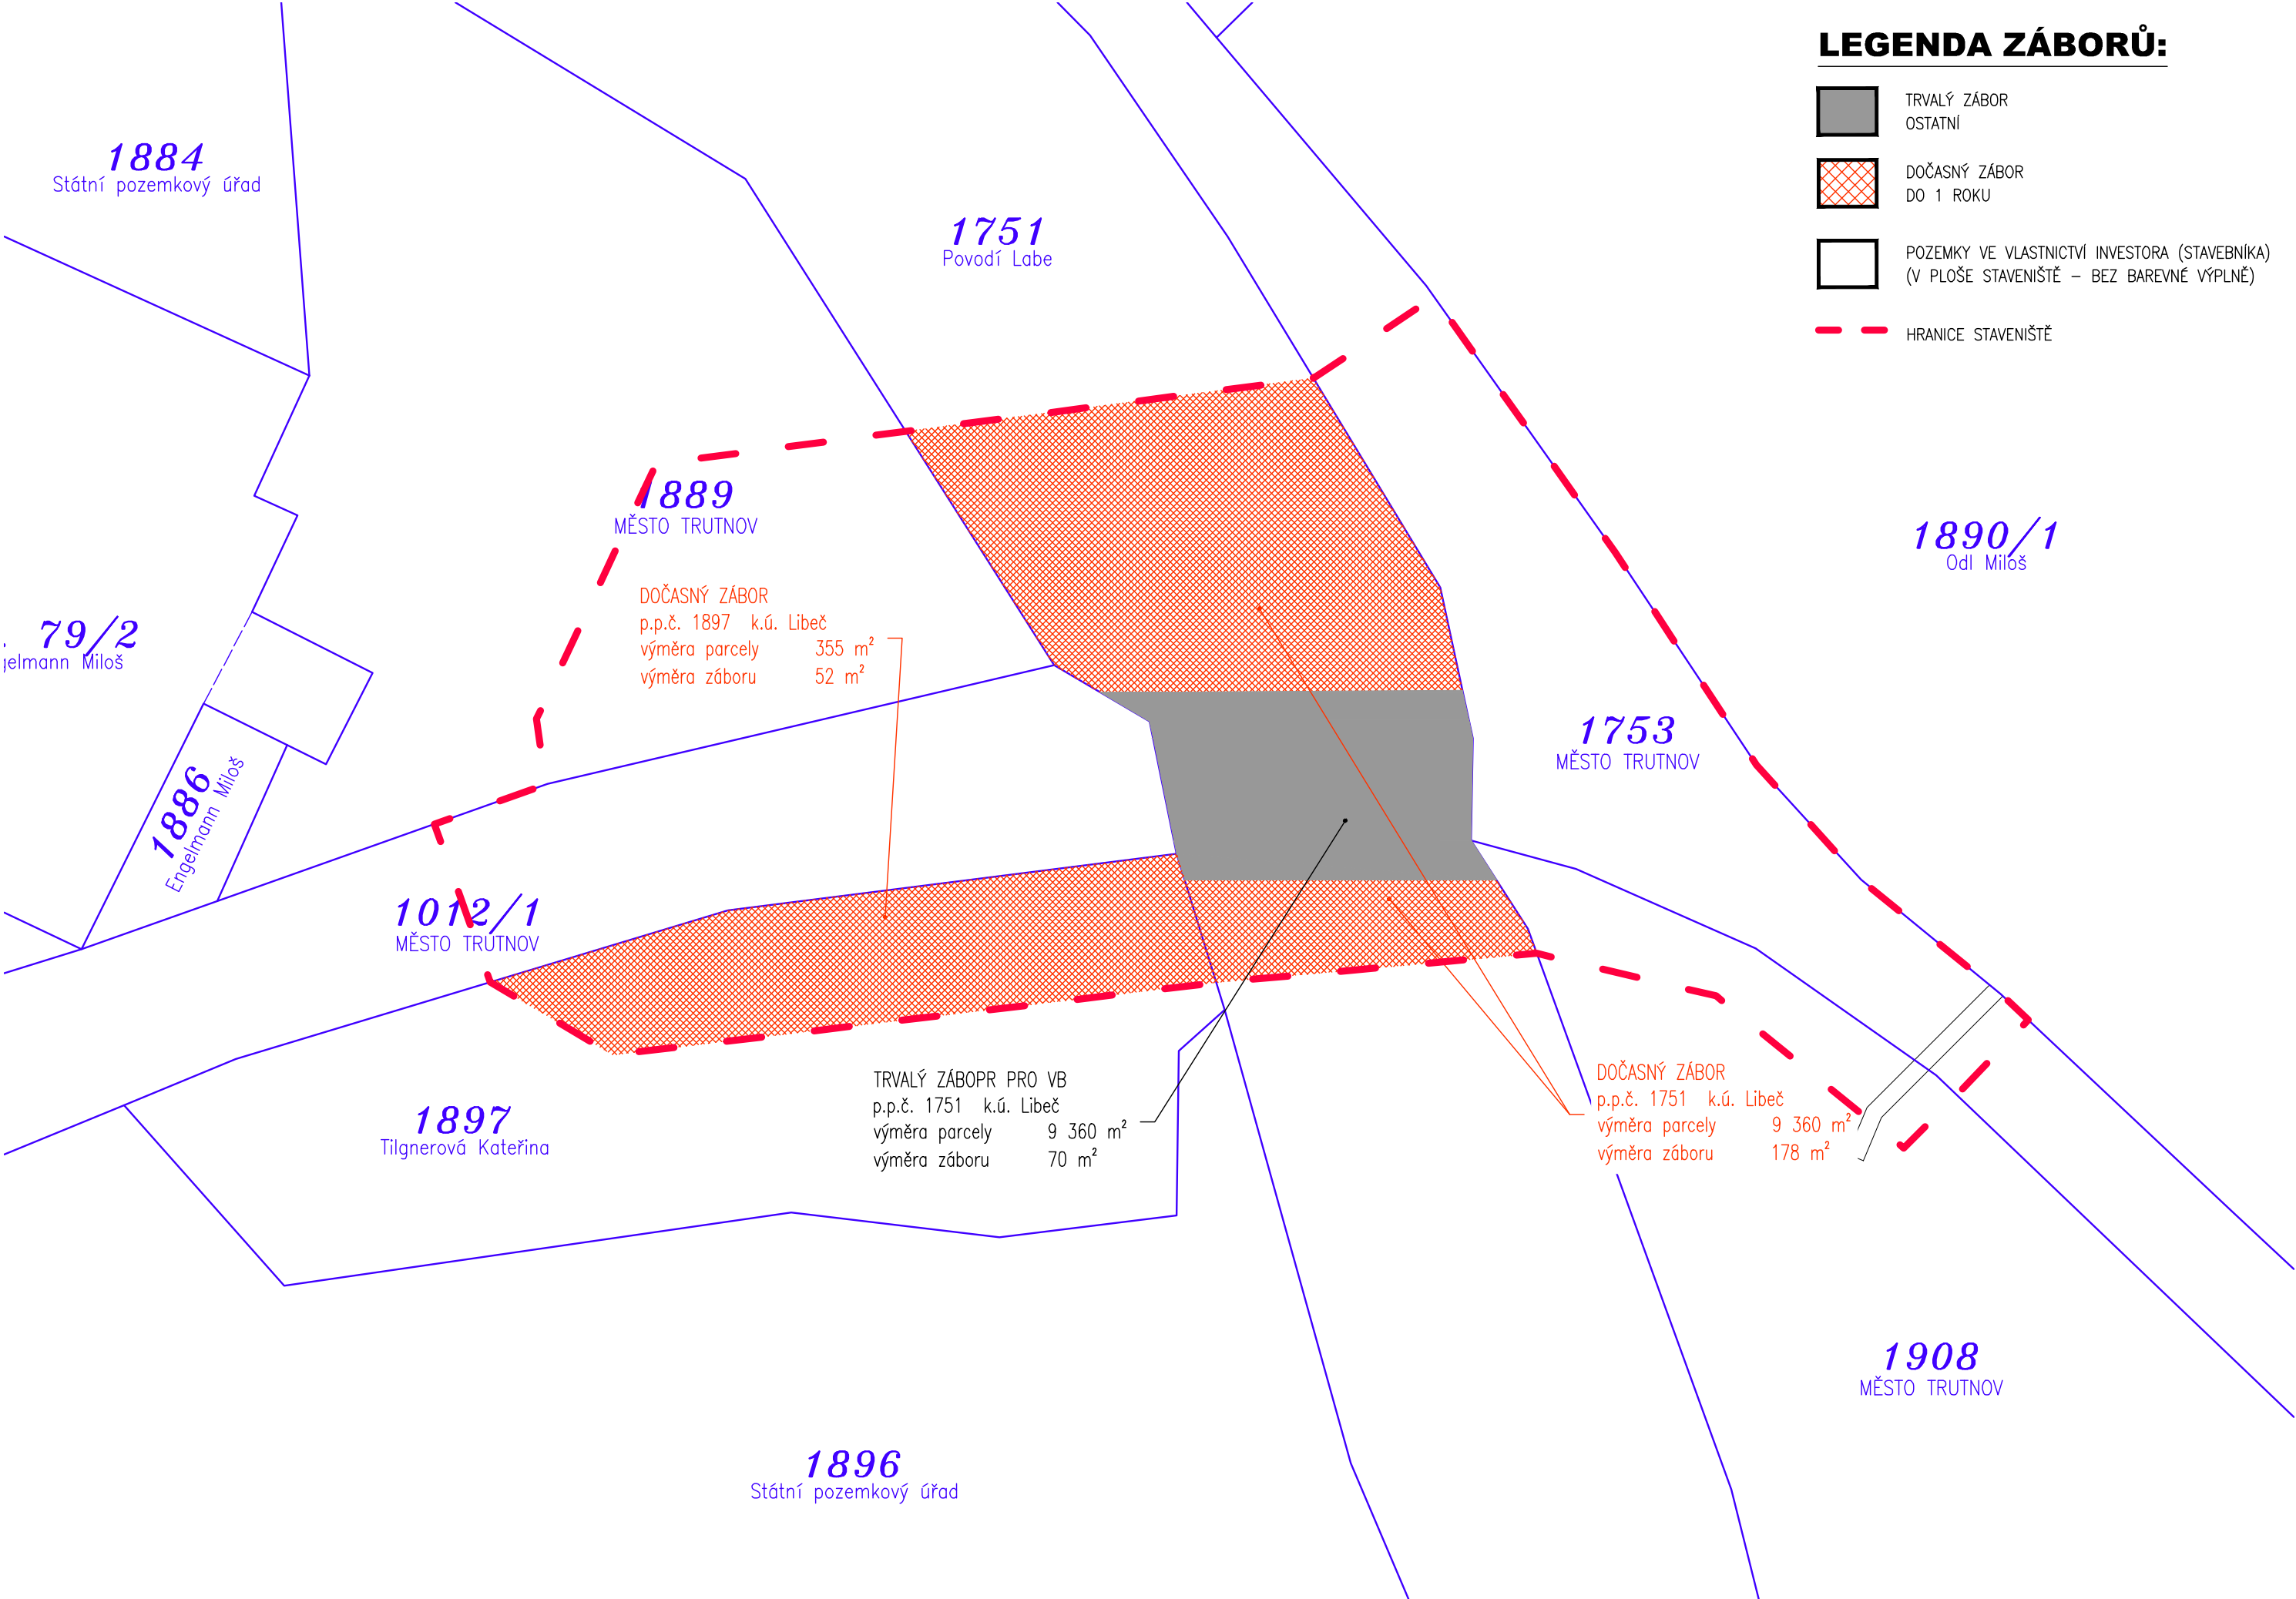 LEGENDA ZÁBORŮ:
TRVALÝ ZÁBOR
OSTATNÍ
DOČASNÝ ZÁBOR
DO 1 ROKU
POZEMKY VE VLASTNICTVÍ INVESTORA (STAVEBNÍKA)
(V PLOŠE STAVENIŠTĚ – BEZ BAREVNÉ VÝPLNĚ)
HRANICE STAVENIŠTĚ
1884
Státní pozemkový úřad
1751
Povodí Labe
1889
MĚSTO TRUTNOV
1890/1
Odl Miloš
DOČASNÝ ZÁBOR
p.p.č. 1897 k.ú. Libeč
výměra parcely 355 m²
výměra záboru 52 m²
79/2
gelmann Miloš
1753
MĚSTO TRUTNOV
1886
Engelmann Miloš
1012/1
MĚSTO TRUTNOV
TRVALÝ ZÁBOPR PRO VB
p.p.č. 1751 k.ú. Libeč
výměra parcely 9 360 m²
výměra záboru 70 m²
DOČASNÝ ZÁBOR
p.p.č. 1751 k.ú. Libeč
výměra parcely 9 360 m²
výměra záboru 178 m²
1897
Tilgnerová Kateřina
1908
MĚSTO TRUTNOV
1896
Státní pozemkový úřad